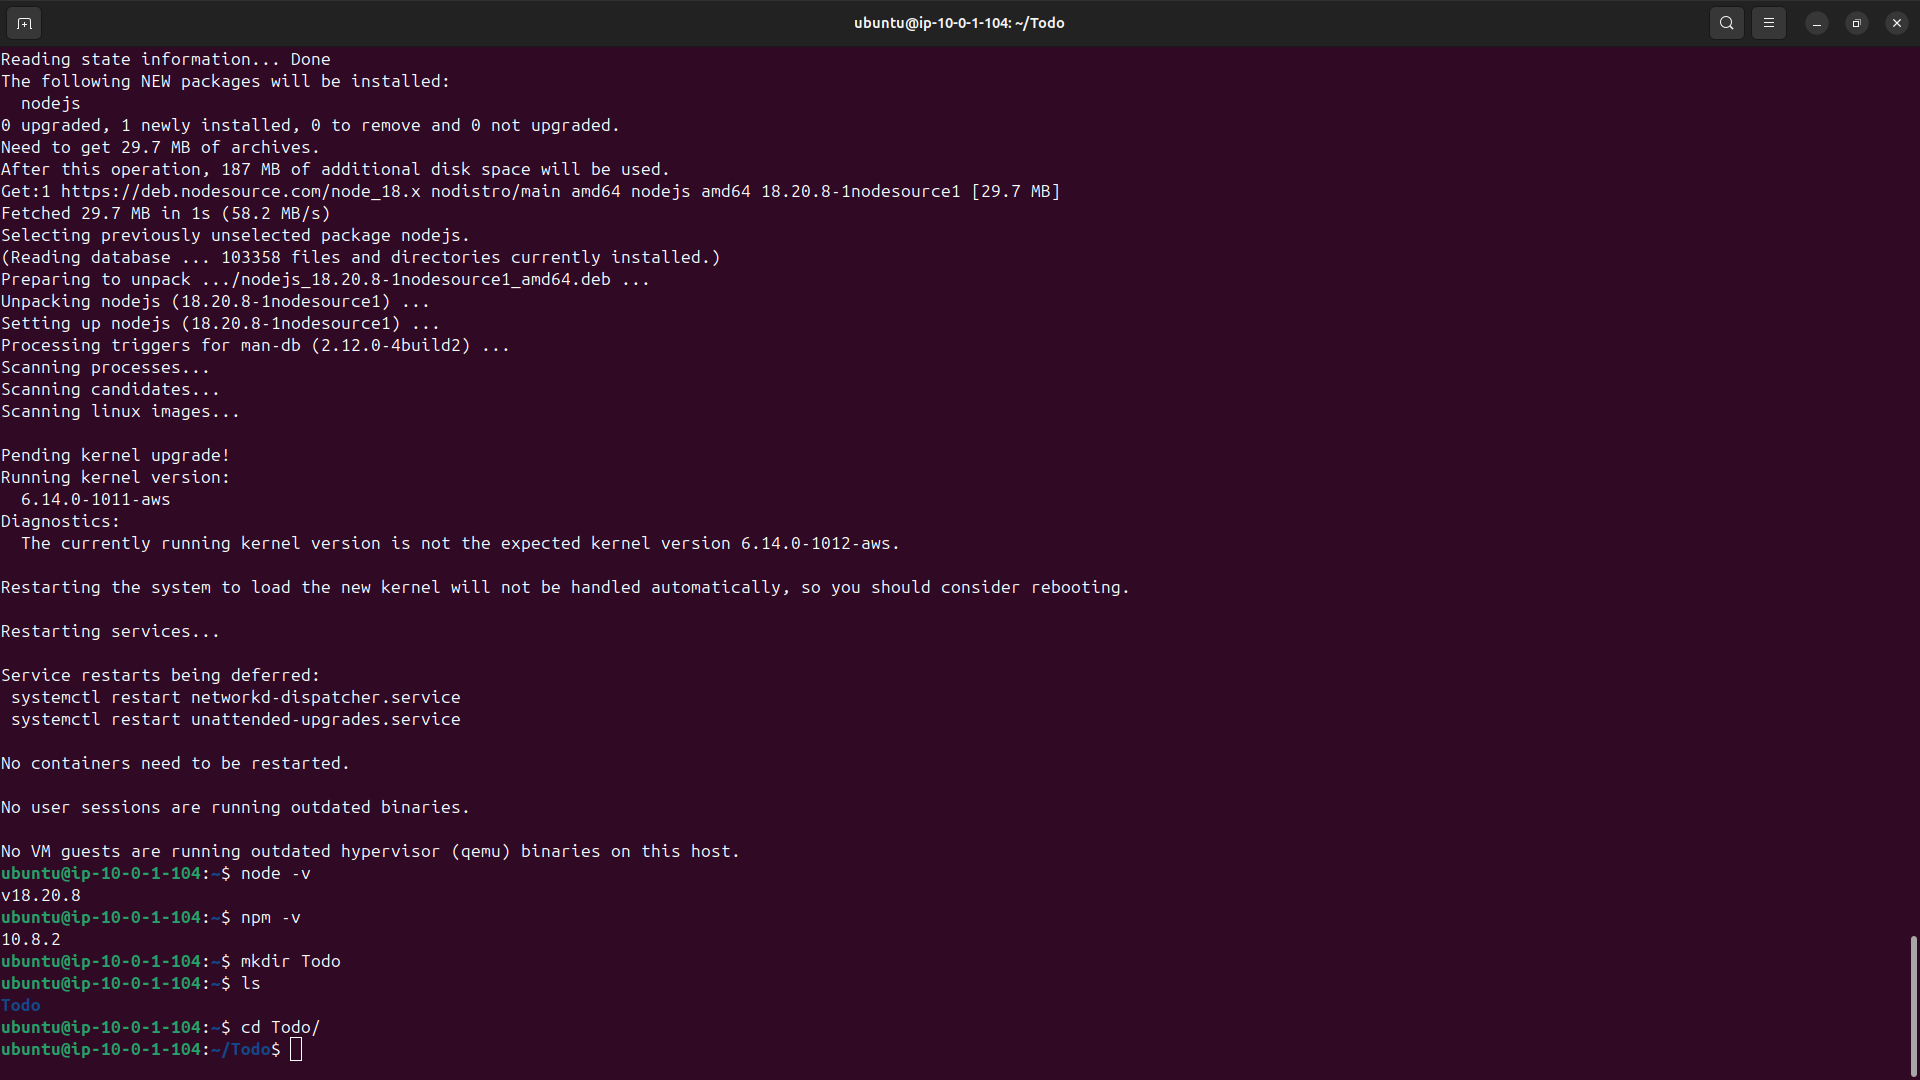 ubuntu@ip-10-0-1-104: ~/Todo
Reading state information... Done
The following NEW packages will be installed:
  nodejs
0 upgraded, 1 newly installed, 0 to remove and 0 not upgraded.
Need to get 29.7 MB of archives.
After this operation, 187 MB of additional disk space will be used.
Get:1 https://deb.nodesource.com/node_18.x nodistro/main amd64 nodejs amd64 18.20.8-1nodesource1 [29.7 MB]
Fetched 29.7 MB in 1s (58.2 MB/s)
Selecting previously unselected package nodejs.
(Reading database ... 103358 files and directories currently installed.)
Preparing to unpack .../nodejs_18.20.8-1nodesource1_amd64.deb ...
Unpacking nodejs (18.20.8-1nodesource1) ...
Setting up nodejs (18.20.8-1nodesource1) ...
Processing triggers for man-db (2.12.0-4build2) ...
Scanning processes...
Scanning candidates...
Scanning linux images...

Pending kernel upgrade!
Running kernel version:
  6.14.0-1011-aws
Diagnostics:
  The currently running kernel version is not the expected kernel version 6.14.0-1012-aws.

Restarting the system to load the new kernel will not be handled automatically, so you should consider rebooting.

Restarting services...

Service restarts being deferred:
 systemctl restart networkd-dispatcher.service
 systemctl restart unattended-upgrades.service

No containers need to be restarted.

No user sessions are running outdated binaries.

No VM guests are running outdated hypervisor (qemu) binaries on this host.
ubuntu@ip-10-0-1-104:~$ node -v
v18.20.8
ubuntu@ip-10-0-1-104:~$ npm -v
10.8.2
ubuntu@ip-10-0-1-104:~$ mkdir Todo
ubuntu@ip-10-0-1-104:~$ ls
Todo
ubuntu@ip-10-0-1-104:~$ cd Todo/
ubuntu@ip-10-0-1-104:~/Todo$